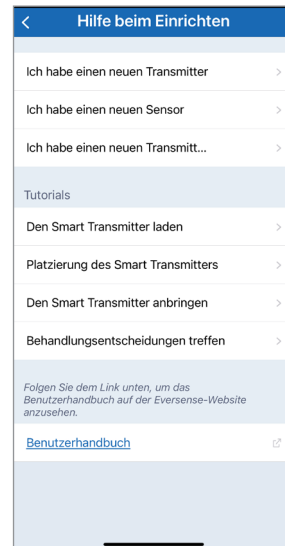 Hilfe beim Einrichten
Ich habe einen neuen Transmitter
Ich habe einen neuen Sensor
Ich habe einen neuen Transmitt...
Tutorials
Den Smart Transmitter laden
Platzierung des Smart Transmitters
Den Smart Transmitter anbringen
Behandlungsentscheidungen treffen
Folgen Sie dem Link unten, um das
Benutzerhandbuch auf der Eversense-Website
anzusehen.
Benutzerhandbuch